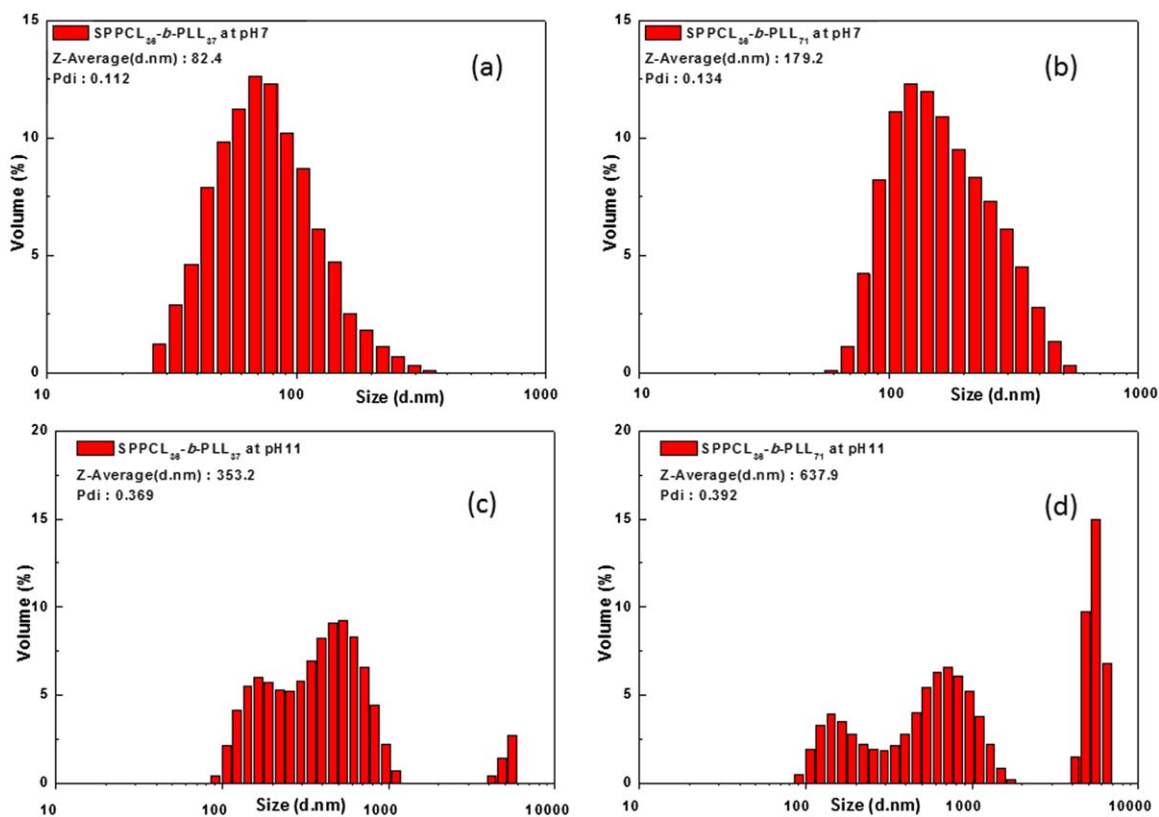 SPPCL₃₆-b-PLL₃₇ at pH7
Z-Average(d.nm) : 82.4
Pdi : 0.112
(a)
15
10
5
0
Volume (%)
10
100
1000
Size (d.nm)
SPPCL₃₆-b-PLL₇₁ at pH7
Z-Average(d.nm) : 179.2
Pdi : 0.134
(b)
15
10
5
0
Volume (%)
10
100
1000
Size (d.nm)
SPPCL₃₆-b-PLL₃₇ at pH11
Z-Average(d.nm) : 353.2
Pdi : 0.369
(c)
20
15
10
5
0
Volume (%)
10
100
1000
10000
Size (d.nm)
SPPCL₃₆-b-PLL₇₁ at pH11
Z-Average(d.nm) : 637.9
Pdi : 0.392
(d)
20
15
10
5
0
Volume (%)
10
100
1000
10000
Size (d.nm)